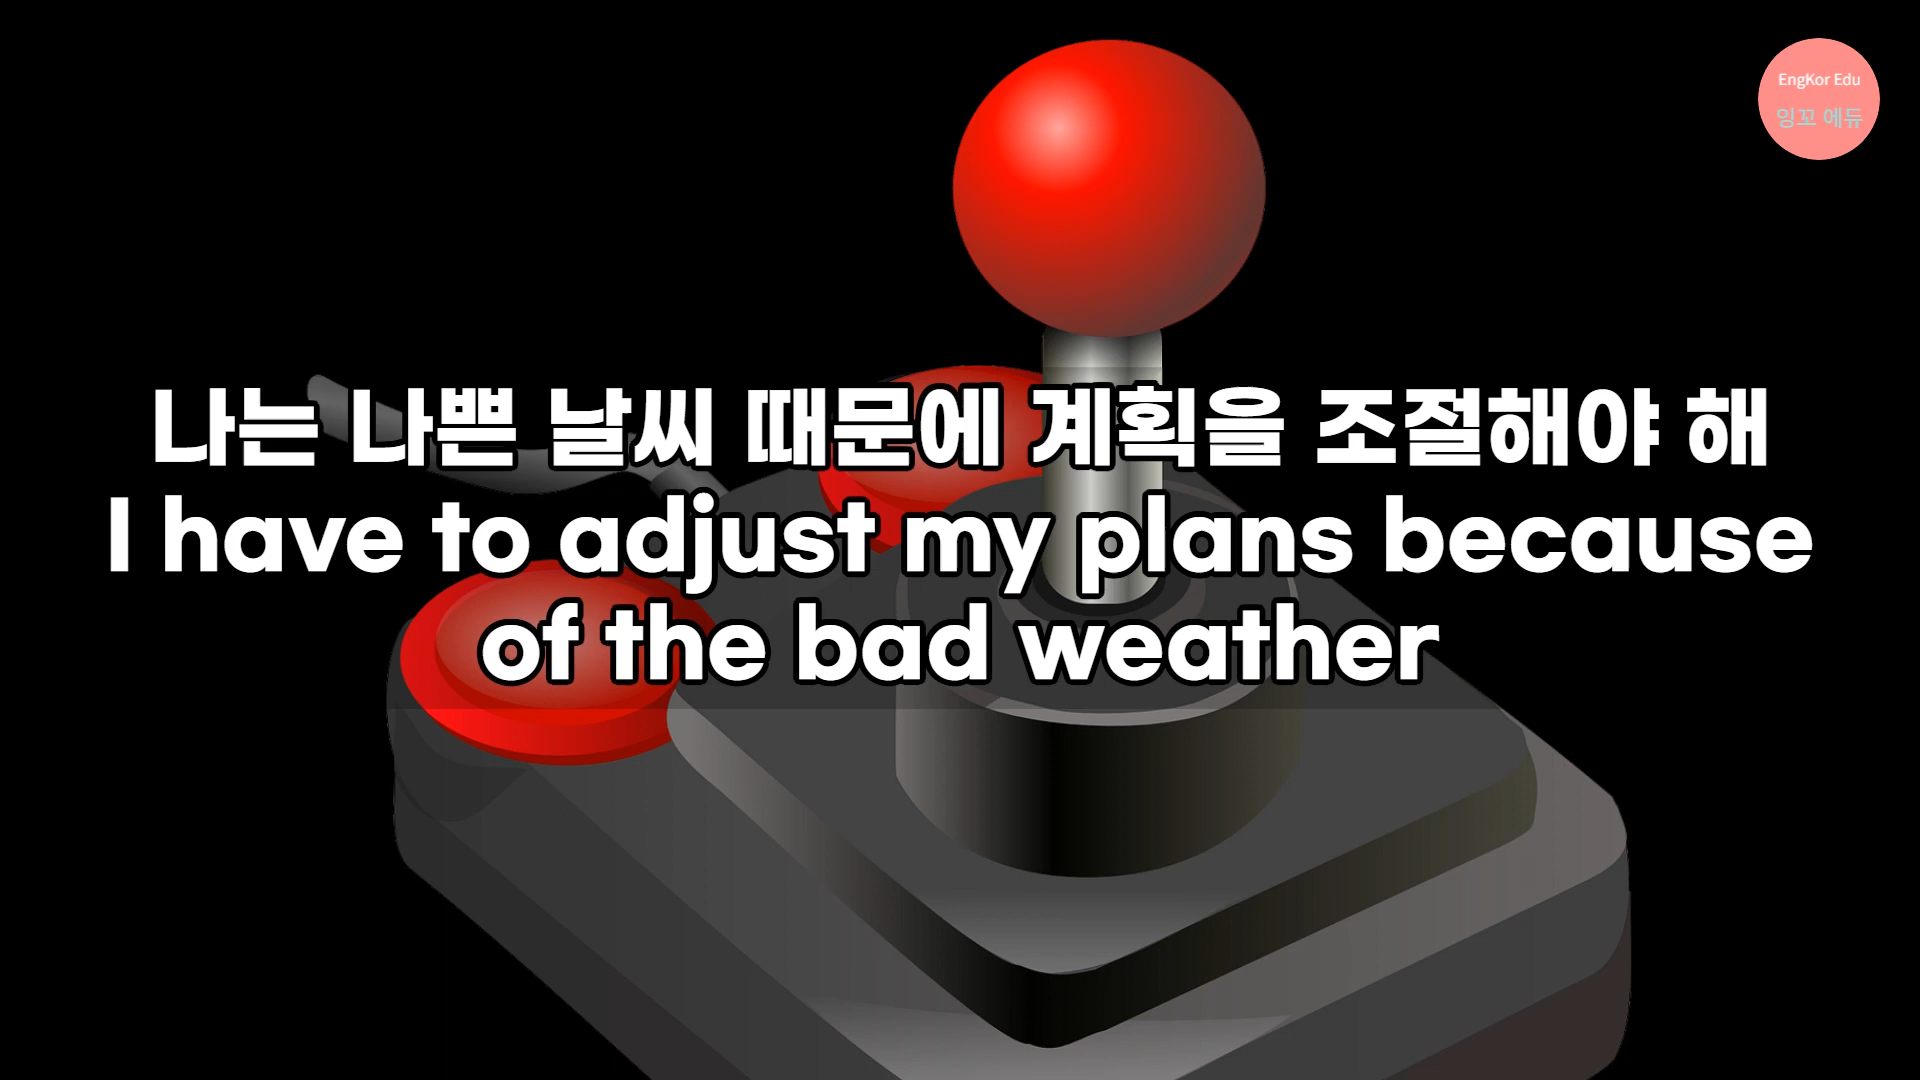 EngKor Edu
잉꼬 에듀
나는 나쁜 날씨 때문에 계획을 조절해야 해
I have to adjust my plans because
of the bad weather